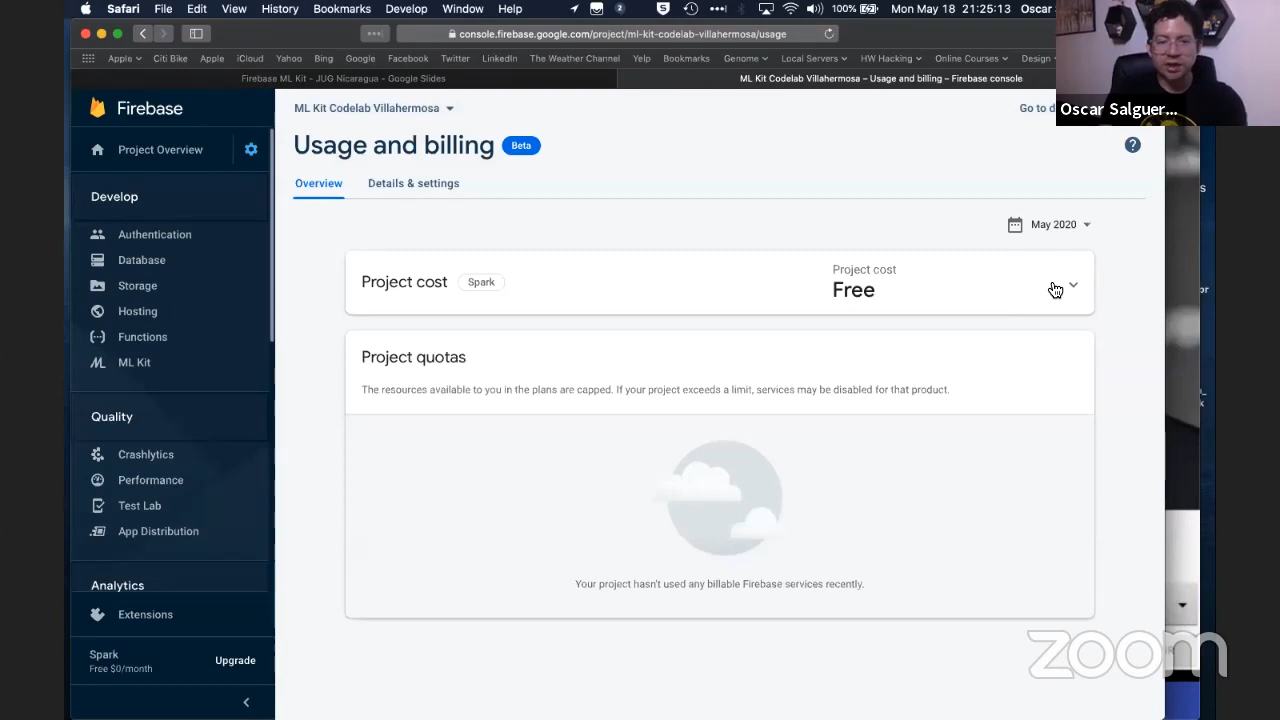 Safari File Edit View History Bookmarks Develop Window Help 2 100% Mon May 18 21:25:13 Oscar
console.firebase.google.com/project/ml-kit-codelab-villahermosa/usage
Apple Citi Bike Apple iCloud Yahoo Bing Google Facebook Twitter LinkedIn The Weather Channel Yelp Bookmarks Genome Local Servers HW Hacking Online Courses Design
Firebase ML Kit - JUG Nicaragua - Google Slides
ML Kit Codelab Villahermosa – Usage and billing – Firebase console
Oscar Salguer...
Firebase
ML Kit Codelab Villahermosa
Go to d
Project Overview
Usage and billing Beta
?
Overview Details & settings
Develop
Authentication
Database
Storage
Hosting
Functions
ML Kit
Quality
Crashlytics
Performance
Test Lab
App Distribution
Analytics
Extensions
Spark
Free $0/month
Upgrade
May 2020
Project cost Spark
Project cost
Free
Project quotas
The resources available to you in the plans are capped. If your project exceeds a limit, services may be disabled for that product.
Your project hasn't used any billable Firebase services recently.
zoom